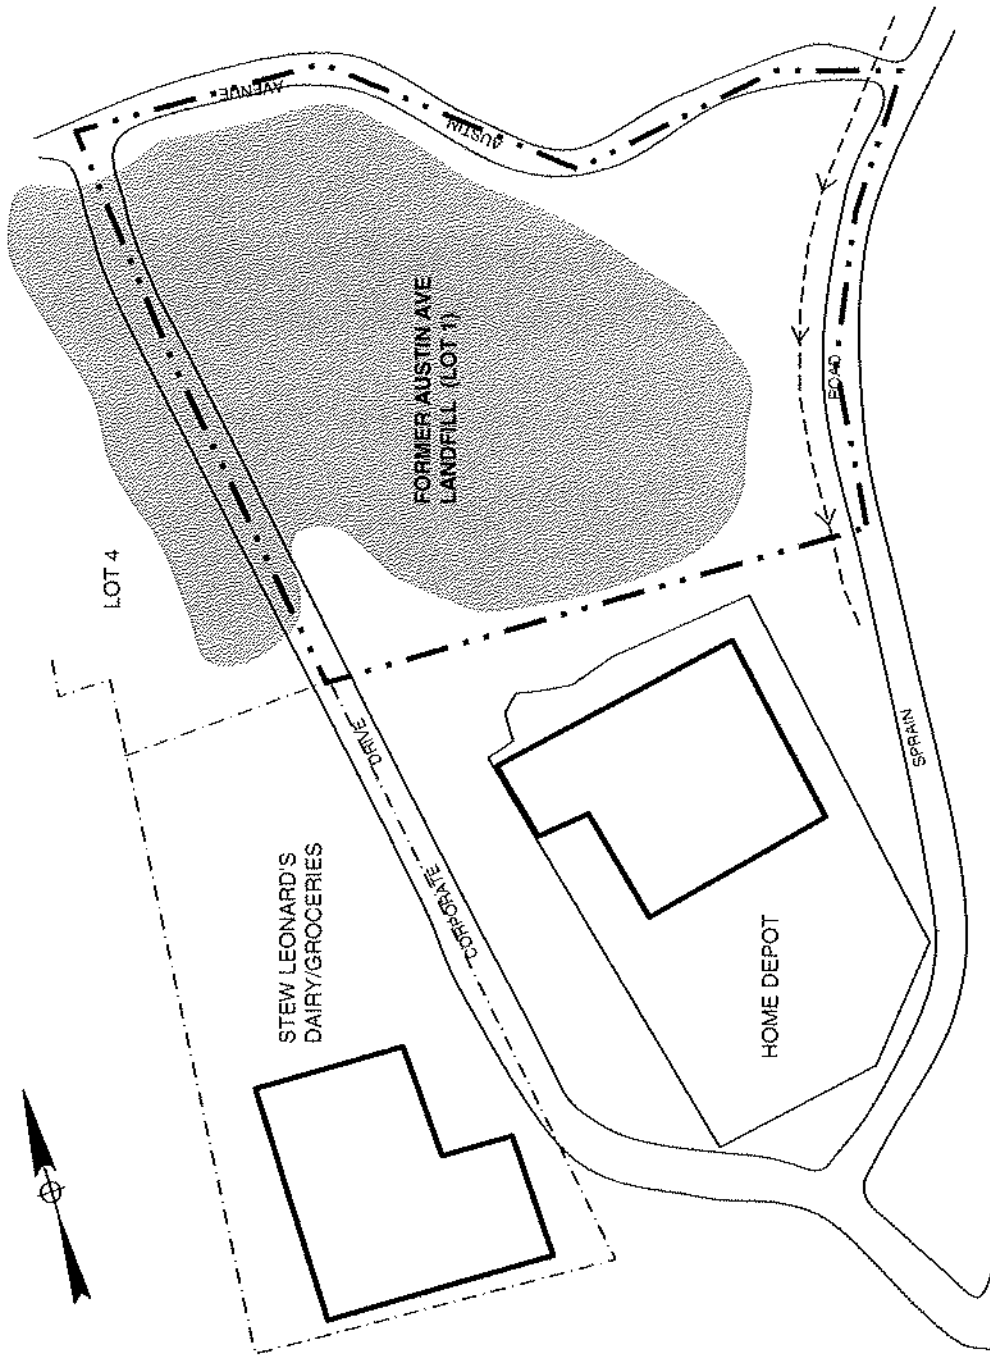 AVENUE
AUSTIN
FORMER AUSTIN AVE
LANDFILL (LOT 1)
ROAD
LOT 4
DRIVE
SPRAIN
STEW LEONARD'S
DAIRY/GROCERIES
CORPORATE
HOME DEPOT